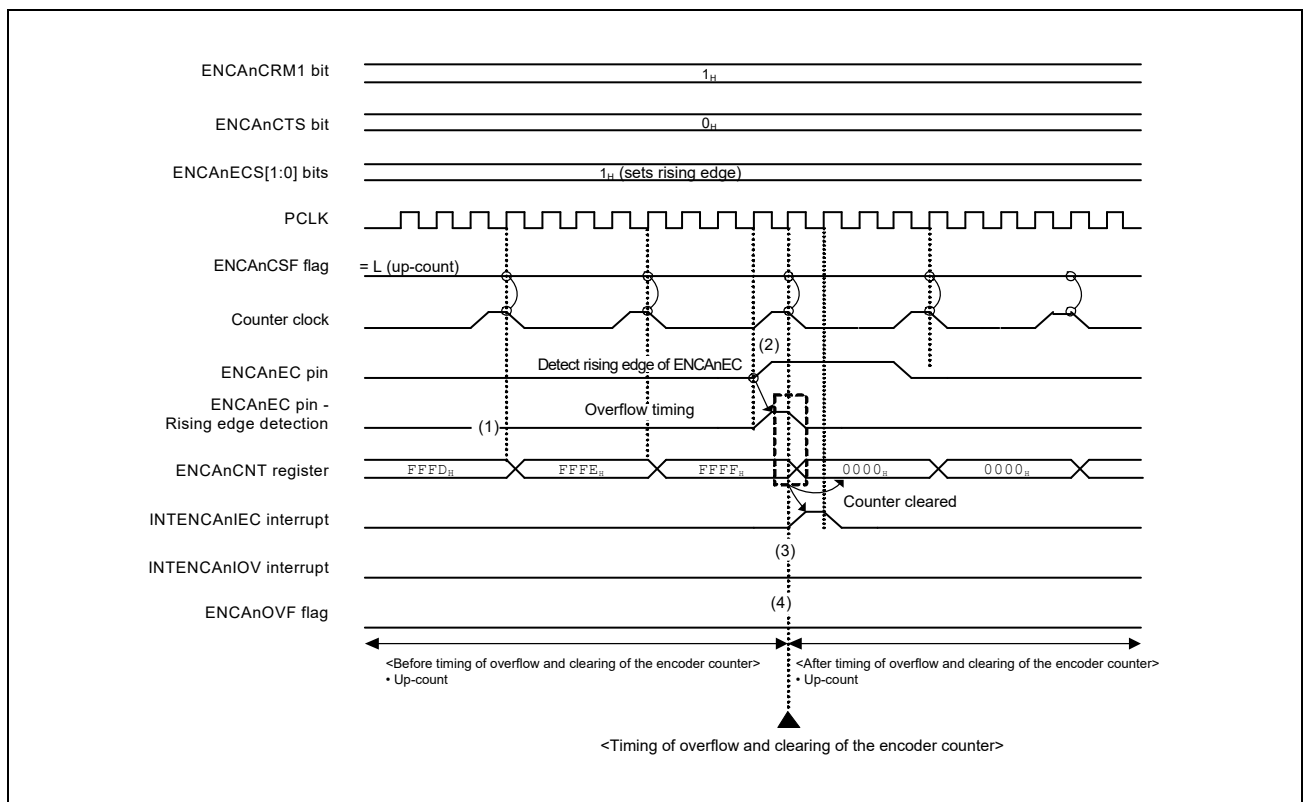 ENCAnCRM1 bit
1H
ENCAnCTS bit
0H
ENCAnECS[1:0] bits
1H (sets rising edge)
PCLK
ENCAnCSF flag
= L (up-count)
Counter clock
(2)
Detect rising edge of ENCAnEC
ENCAnEC pin
ENCAnEC pin -
Rising edge detection
Overflow timing
(1)
ENCAnCNT register
FFFDH
FFFEH
FFFFH
0000H
0000H
Counter cleared
INTENCAnIEC interrupt
(3)
INTENCAnIOV interrupt
(4)
ENCAnOVF flag
<Before timing of overflow and clearing of the encoder counter>
• Up-count
<After timing of overflow and clearing of the encoder counter>
• Up-count
<Timing of overflow and clearing of the encoder counter>